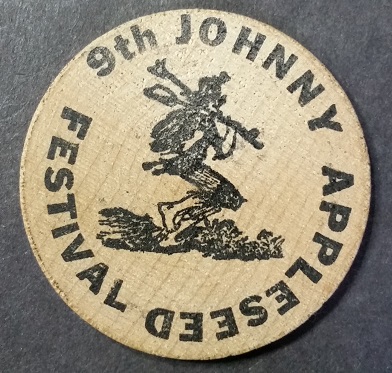 9th JOHNNY APPLESEED FESTIVAL